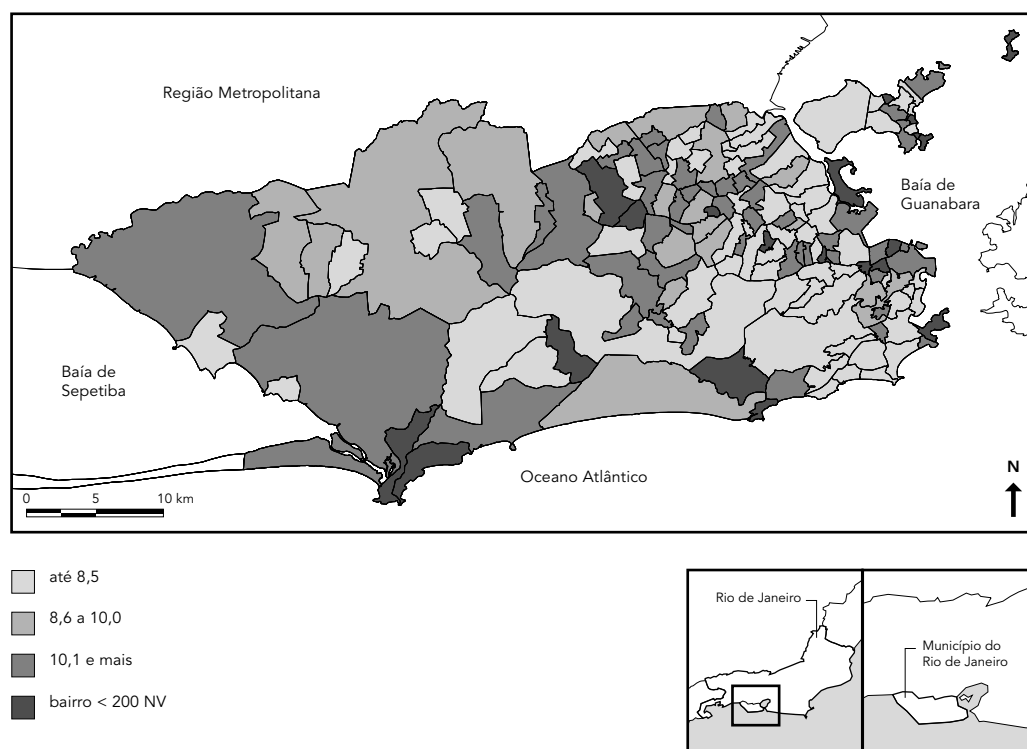 Região Metropolitana
Baía de
Guanabara
Baía de
Sepetiba
Oceano Atlântico
N
0 5 10 km
até 8,5
8,6 a 10,0
10,1 e mais
bairro < 200 NV
Rio de Janeiro
Município do
Rio de Janeiro